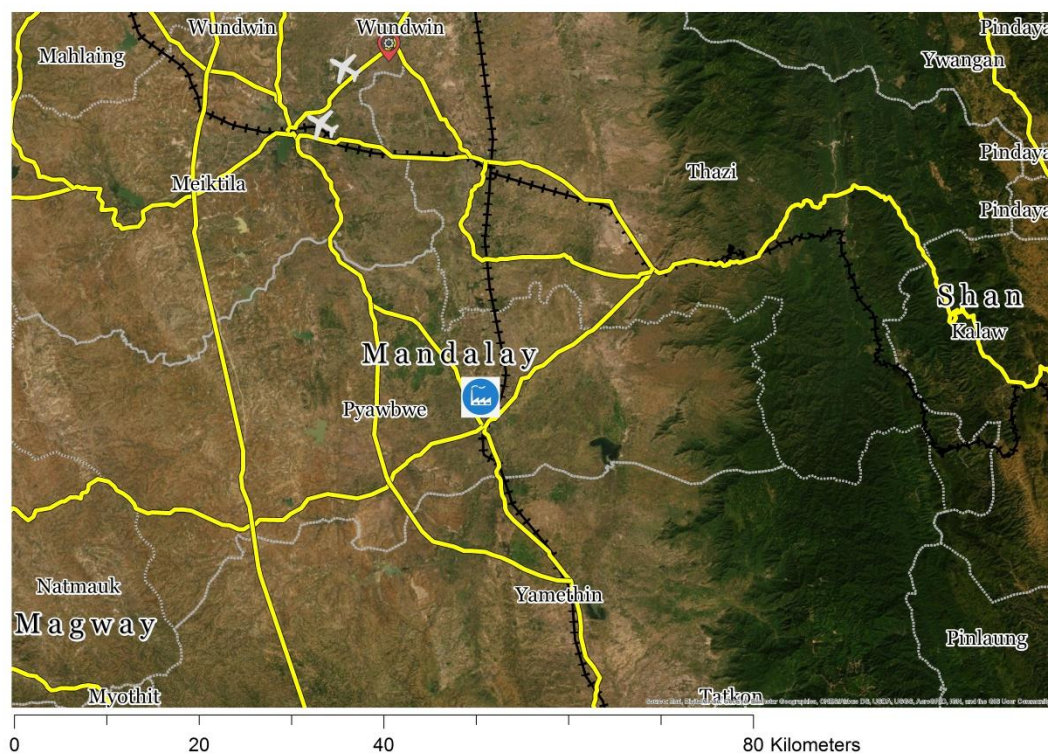 Wundwin
Wundwin
Pindaya
Mahlaing
Ywangan
Pindaya
Thazi
Meiktila
Pindaya
Shan
Kalaw
Mandalay
Pyawbwe
Natmauk
Yamethin
Magway
Pinlaung
Myothit
Tatkon
0 20 40 80 Kilometers